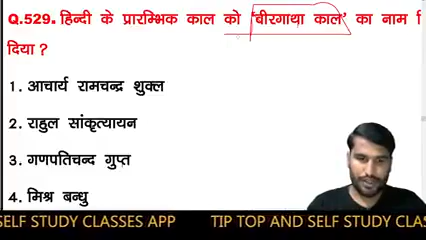 Q.529. हिन्दी के प्रारम्भिक काल को 'बीरगाथा काल' का नाम
दिया ?
1. आचार्य रामचन्द्र शुक्ल
2. राहुल सांकृत्यायन
3. गणपतिचन्द गुप्त
4. मिश्र बन्धु
SELF STUDY CLASSES APP TIP TOP AND SELF STUDY CLAS